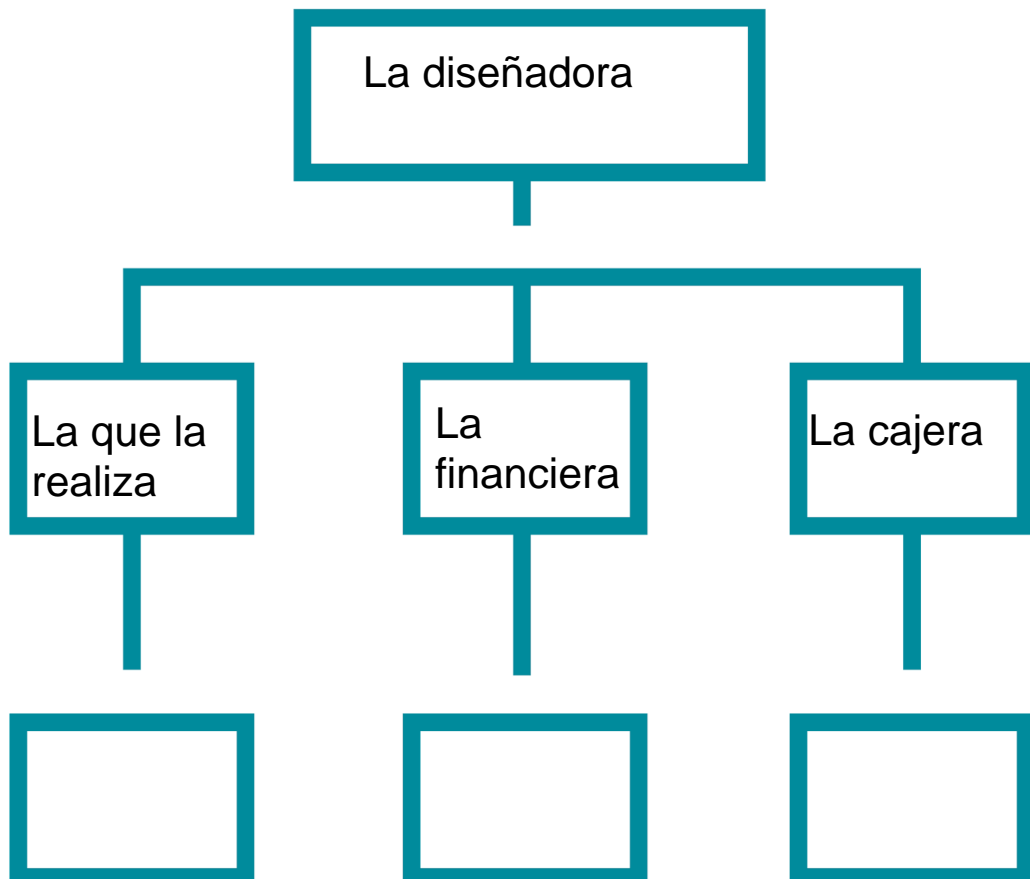 La diseñadora
La que la
realiza
La
financiera
La cajera